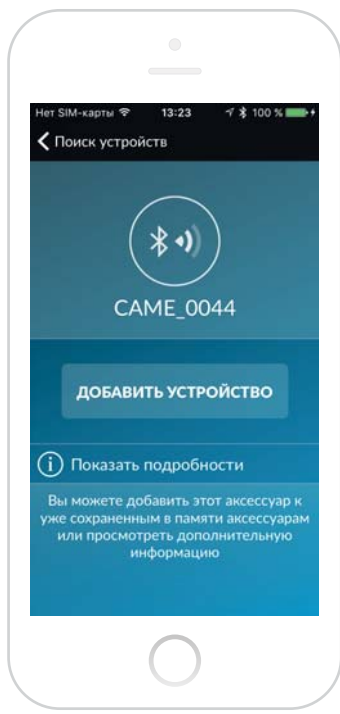 Нет SIM-карты 13:23 100 %
Поиск устройств
CAME_0044
ДОБАВИТЬ УСТРОЙСТВО
Показать подробности
Вы можете добавить этот аксессуар к
уже сохраненным в памяти аксессуарам
или просмотреть дополнительную
информацию